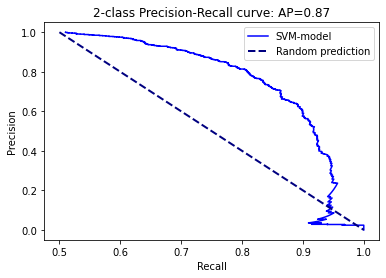 2-class Precision-Recall curve: AP=0.87
SVM-model
Random prediction
Precision
1.0
0.8
0.6
0.4
0.2
0.0
0.5 0.6 0.7 0.8 0.9 1.0
Recall